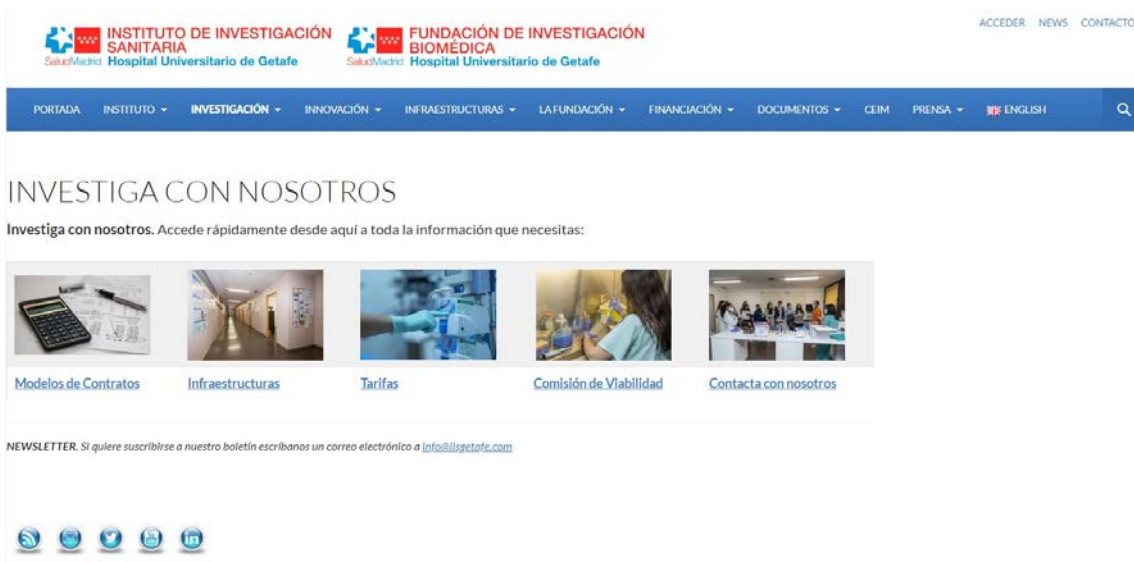 INSTITUTO DE INVESTIGACIÓN
SANITARIA
SaludMadrid Hospital Universitario de Getafe
FUNDACIÓN DE INVESTIGACIÓN
BIOMÉDICA
SaludMadrid Hospital Universitario de Getafe
ACCEDER NEWS CONTACTO
PORTADA INSTITUTO INVESTIGACIÓN INNOVACIÓN INFRAESTRUCTURAS LA FUNDACIÓN FINANCIACIÓN DOCUMENTOS CEIM PRENSA ENGLISH
INVESTIGA CON NOSOTROS
Investiga con nosotros. Accede rápidamente desde aquí a toda la información que necesitas:
Modelos de Contratos Infraestructuras Tarifas Comisión de Viabilidad Contacta con nosotros
NEWSLETTER. Si quiere suscribirse a nuestro boletín escríbanos un correo electrónico a info@iisgetafe.com
in